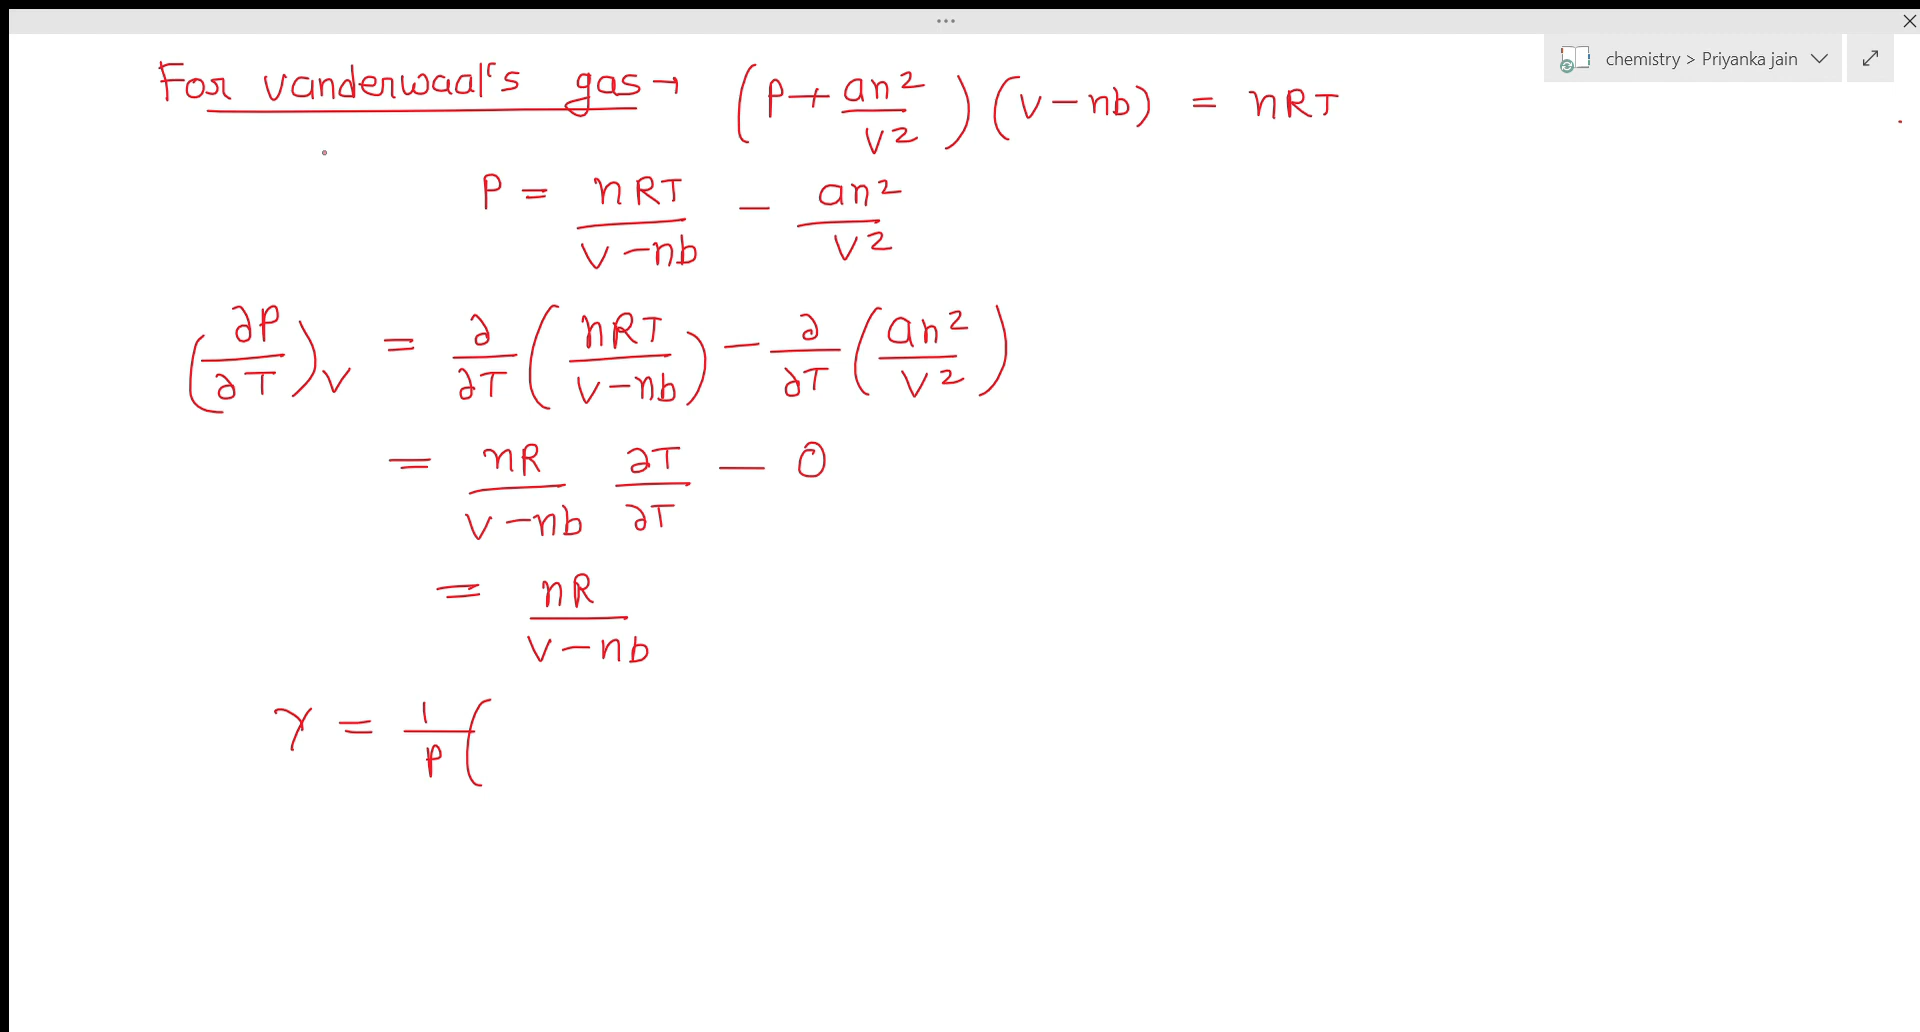 ...
chemistry > Priyanka jain
For vanderwaal's gas → (P + an²/v²) (v - nb) = nRT
P = nRT/v - nb - an²/v²
(∂P/∂T)v = ∂/∂T (nRT/v - nb) - ∂/∂T (an²/v²)
= nR/v - nb ∂T/∂T - 0
= nR/v - nb
γ = 1/P (